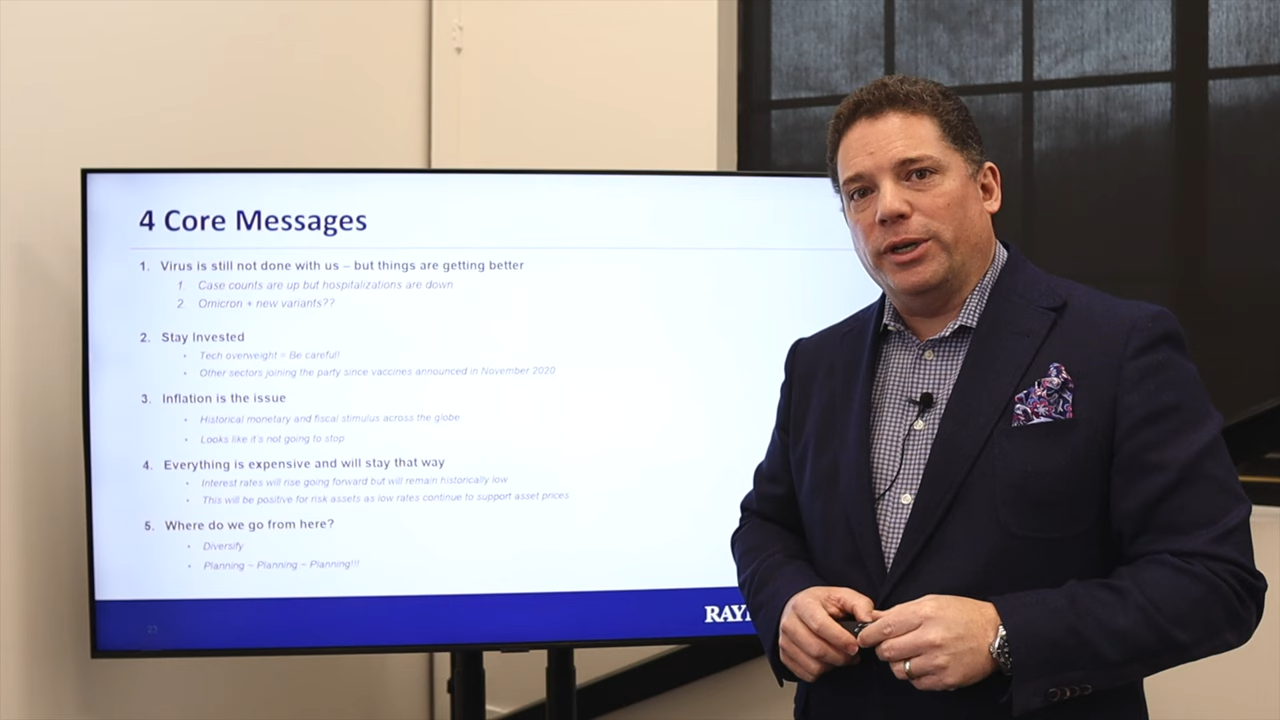 4 Core Messages
1. Virus is still not done with us – but things are getting better
1. Case counts are up but hospitalizations are down
2. Omicron + new variants??
2. Stay Invested
• Tech overweight = Be careful!
• Other sectors joining the party since vaccines announced in November 2020
3. Inflation is the issue
• Historical monetary and fiscal stimulus across the globe
• Looks like it's not going to stop
4. Everything is expensive and will stay that way
• Interest rates will rise going forward but will remain historically low
• This will be positive for risk assets as low rates continue to support asset prices
5. Where do we go from here?
• Diversify
• Planning – Planning – Planning!!!
23